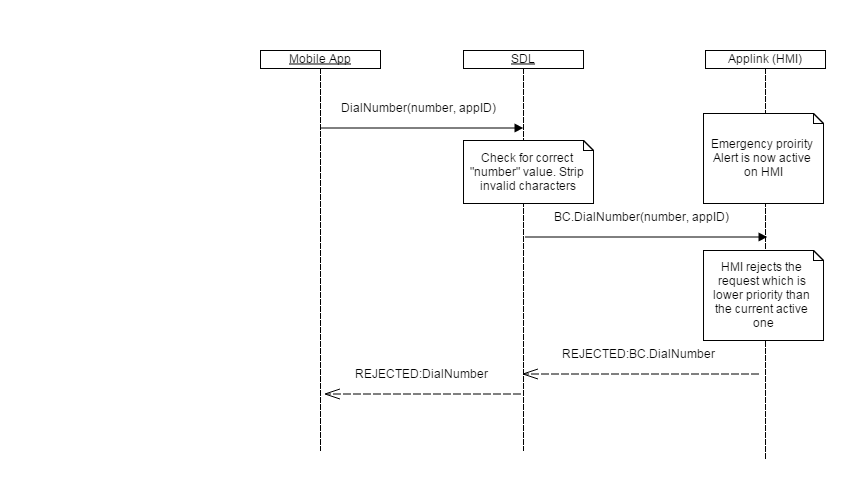 Mobile App
SDL
Applink (HMI)
DialNumber(number, appID)
Check for correct
"number" value. Strip
invalid characters
Emergency proirity
Alert is now active
on HMI
BC.DialNumber(number, appID)
HMI rejects the
request which is
lower priority than
the current active
one
REJECTED:BC.DialNumber
REJECTED:DialNumber